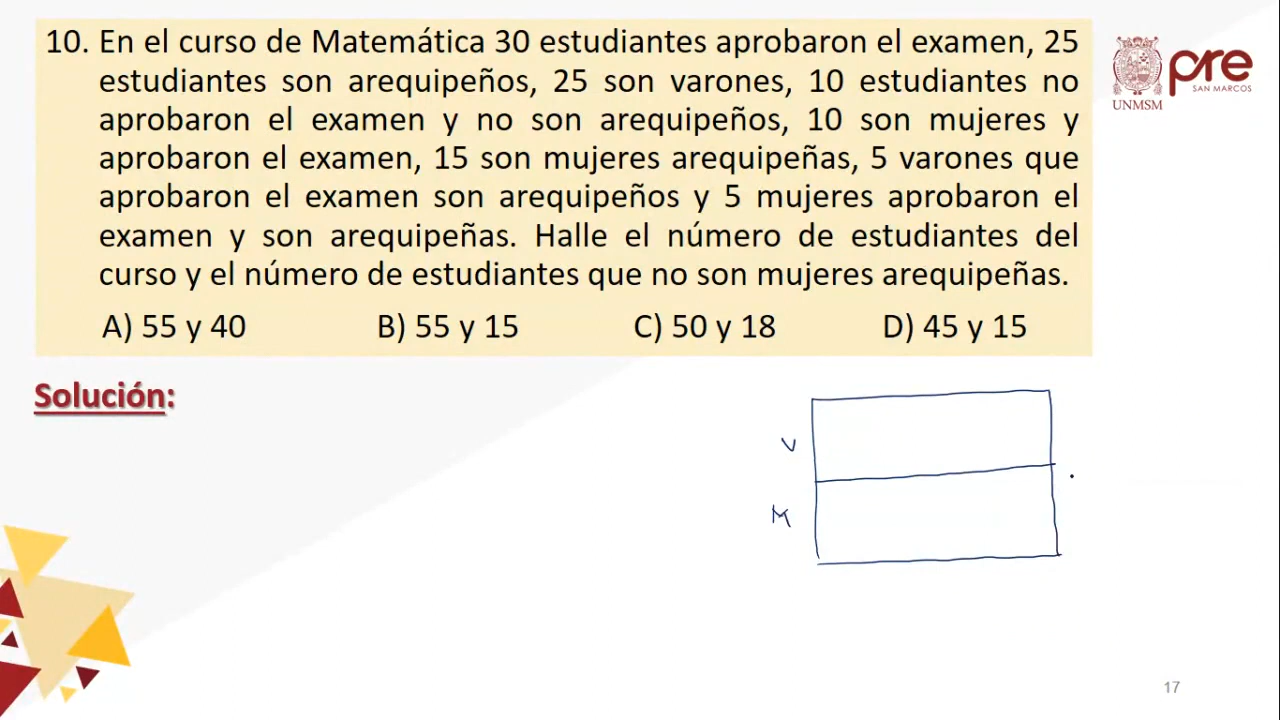 10. En el curso de Matemática 30 estudiantes aprobaron el examen, 25
estudiantes son arequipeños, 25 son varones, 10 estudiantes no
aprobaron el examen y no son arequipeños, 10 son mujeres y
aprobaron el examen, 15 son mujeres arequipeñas, 5 varones que
aprobaron el examen son arequipeños y 5 mujeres aprobaron el
examen y son arequipeñas. Halle el número de estudiantes del
curso y el número de estudiantes que no son mujeres arequipeñas.
A) 55 y 40 B) 55 y 15 C) 50 y 18 D) 45 y 15
pre
SAN MARCOS
UNMSM
Solución:
V
M
17